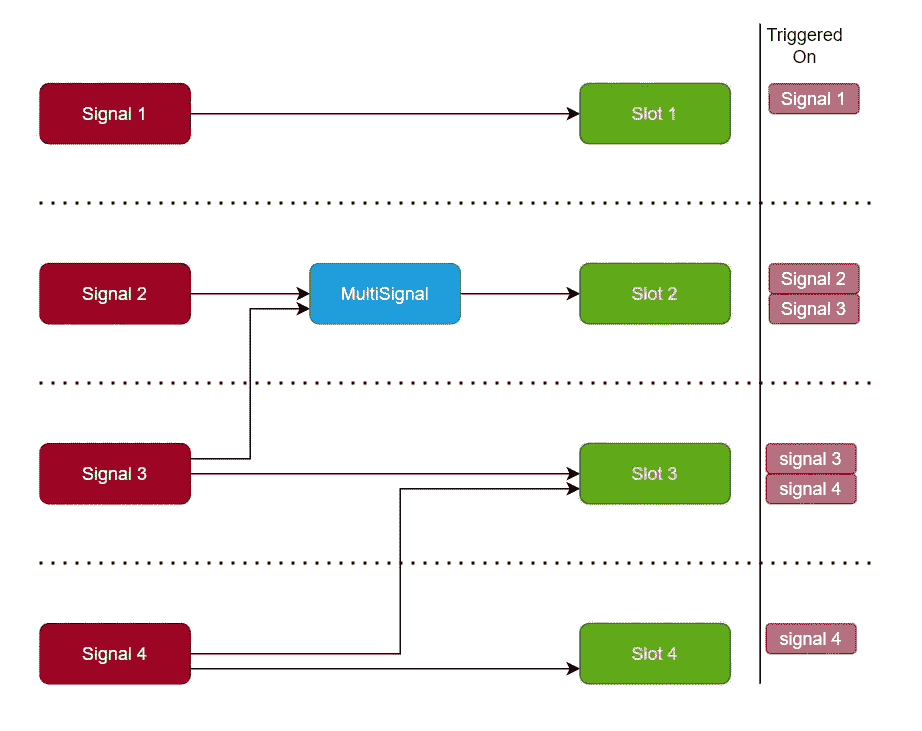 Triggered
On
Signal 1
Slot 1
Signal 1
Signal 2
MultiSignal
Slot 2
Signal 2
Signal 3
Signal 3
Slot 3
signal 3
signal 4
Signal 4
Slot 4
signal 4